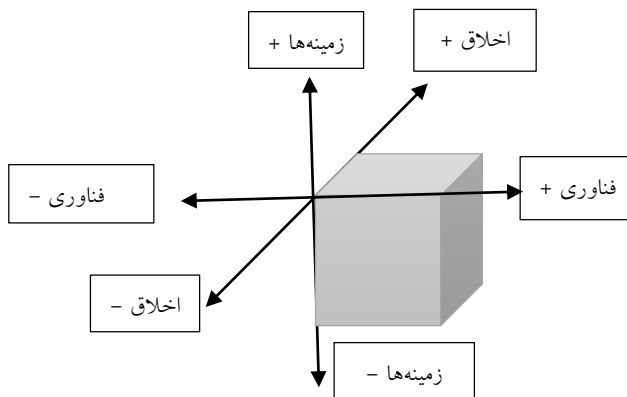 اخلاق +
زمینه‌ها +
فناوری +
فناوری –
اخلاق –
زمینه‌ها –